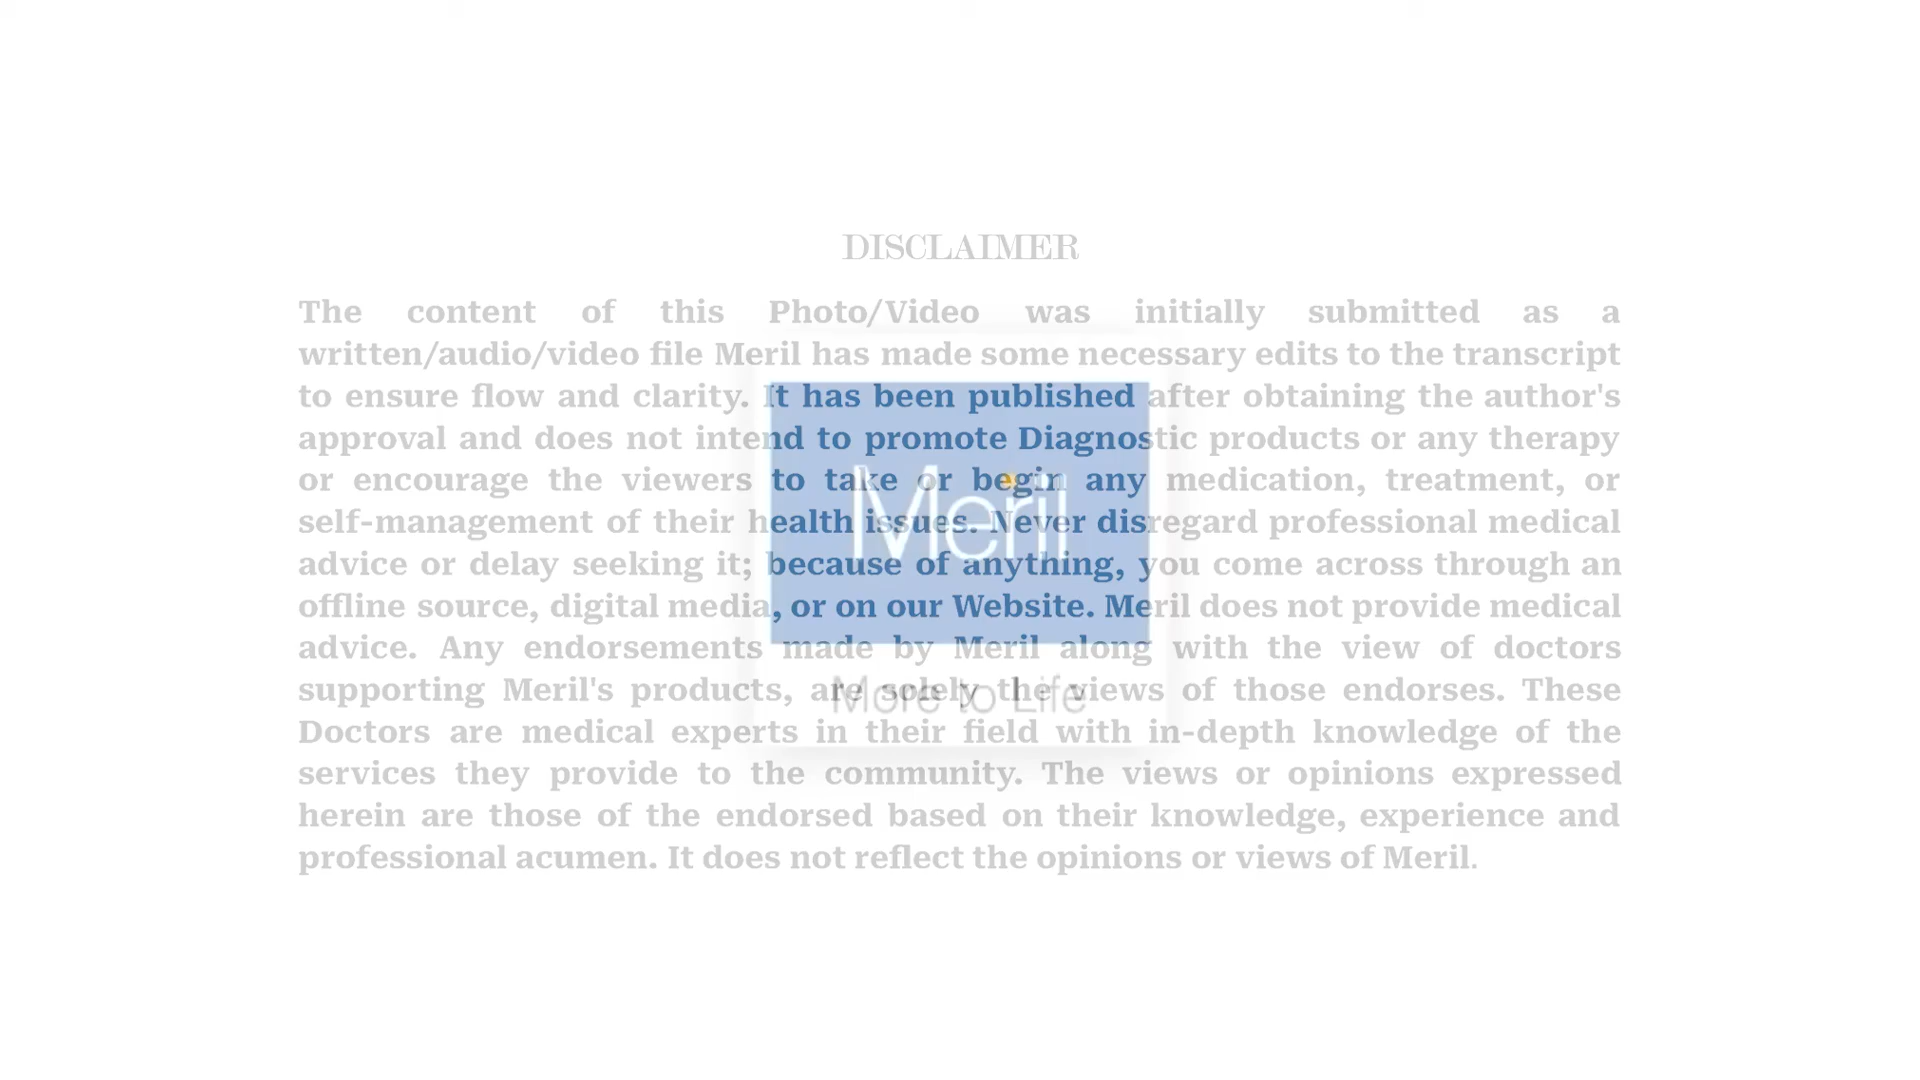 DISCLAIMER
The content of this Photo/Video was initially submitted as a
written/audio/video file Meril has made some necessary edits to the transcript
to ensure flow and clarity. It has been published after obtaining the author's
approval and does not intend to promote Diagnostic products or any therapy
or encourage the viewers to take or begin any medication, treatment, or
self-management of their health issues. Never disregard professional medical
advice or delay seeking it; because of anything, you come across through an
offline source, digital media, or on our Website. Meril does not provide medical
advice. Any endorsements made by Meril along with the view of doctors
supporting Meril's products, are solely the views of those endorses. These
Doctors are medical experts in their field with in-depth knowledge of the
services they provide to the community. The views or opinions expressed
herein are those of the endorsed based on their knowledge, experience and
professional acumen. It does not reflect the opinions or views of Meril.
Meril
More to Life